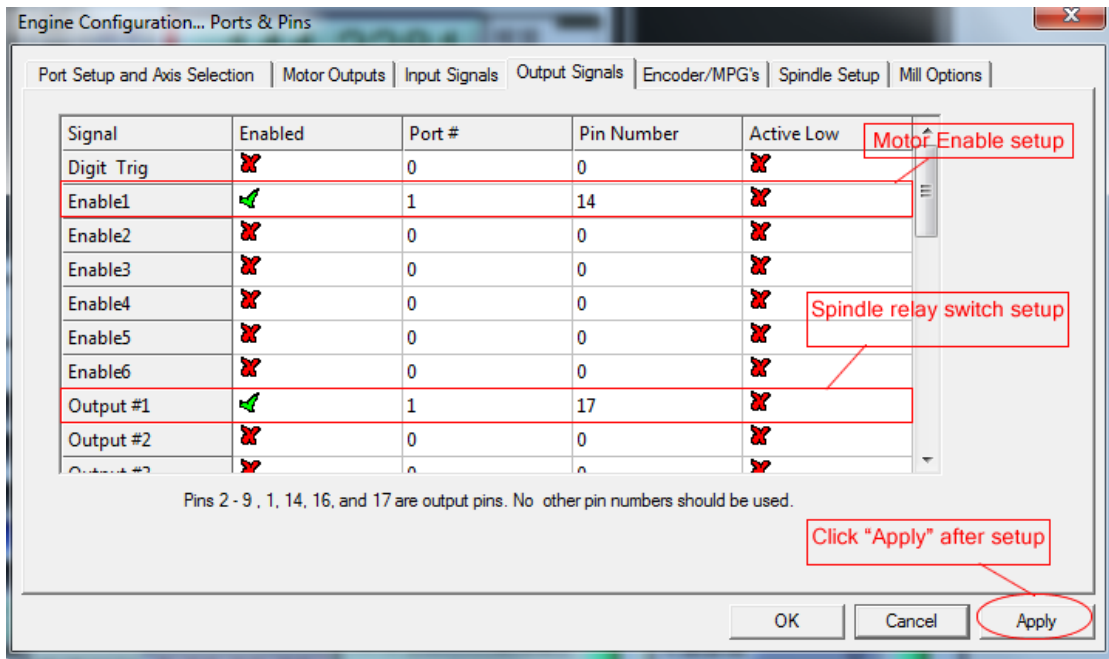 Engine Configuration... Ports & Pins
Port Setup and Axis Selection Motor Outputs Input Signals Output Signals Encoder/MPG's Spindle Setup Mill Options
Signal Enabled Port # Pin Number Active Low
Motor Enable setup
Digit Trig 0 0
Enable1 1 14
Enable2 0 0
Enable3 0 0
Enable4 0 0
Spindle relay switch setup
Enable5 0 0
Enable6 0 0
Output #1 1 17
Output #2 0 0
Pins 2 - 9 , 1, 14, 16, and 17 are output pins. No other pin numbers should be used.
Click “Apply” after setup
OK Cancel Apply